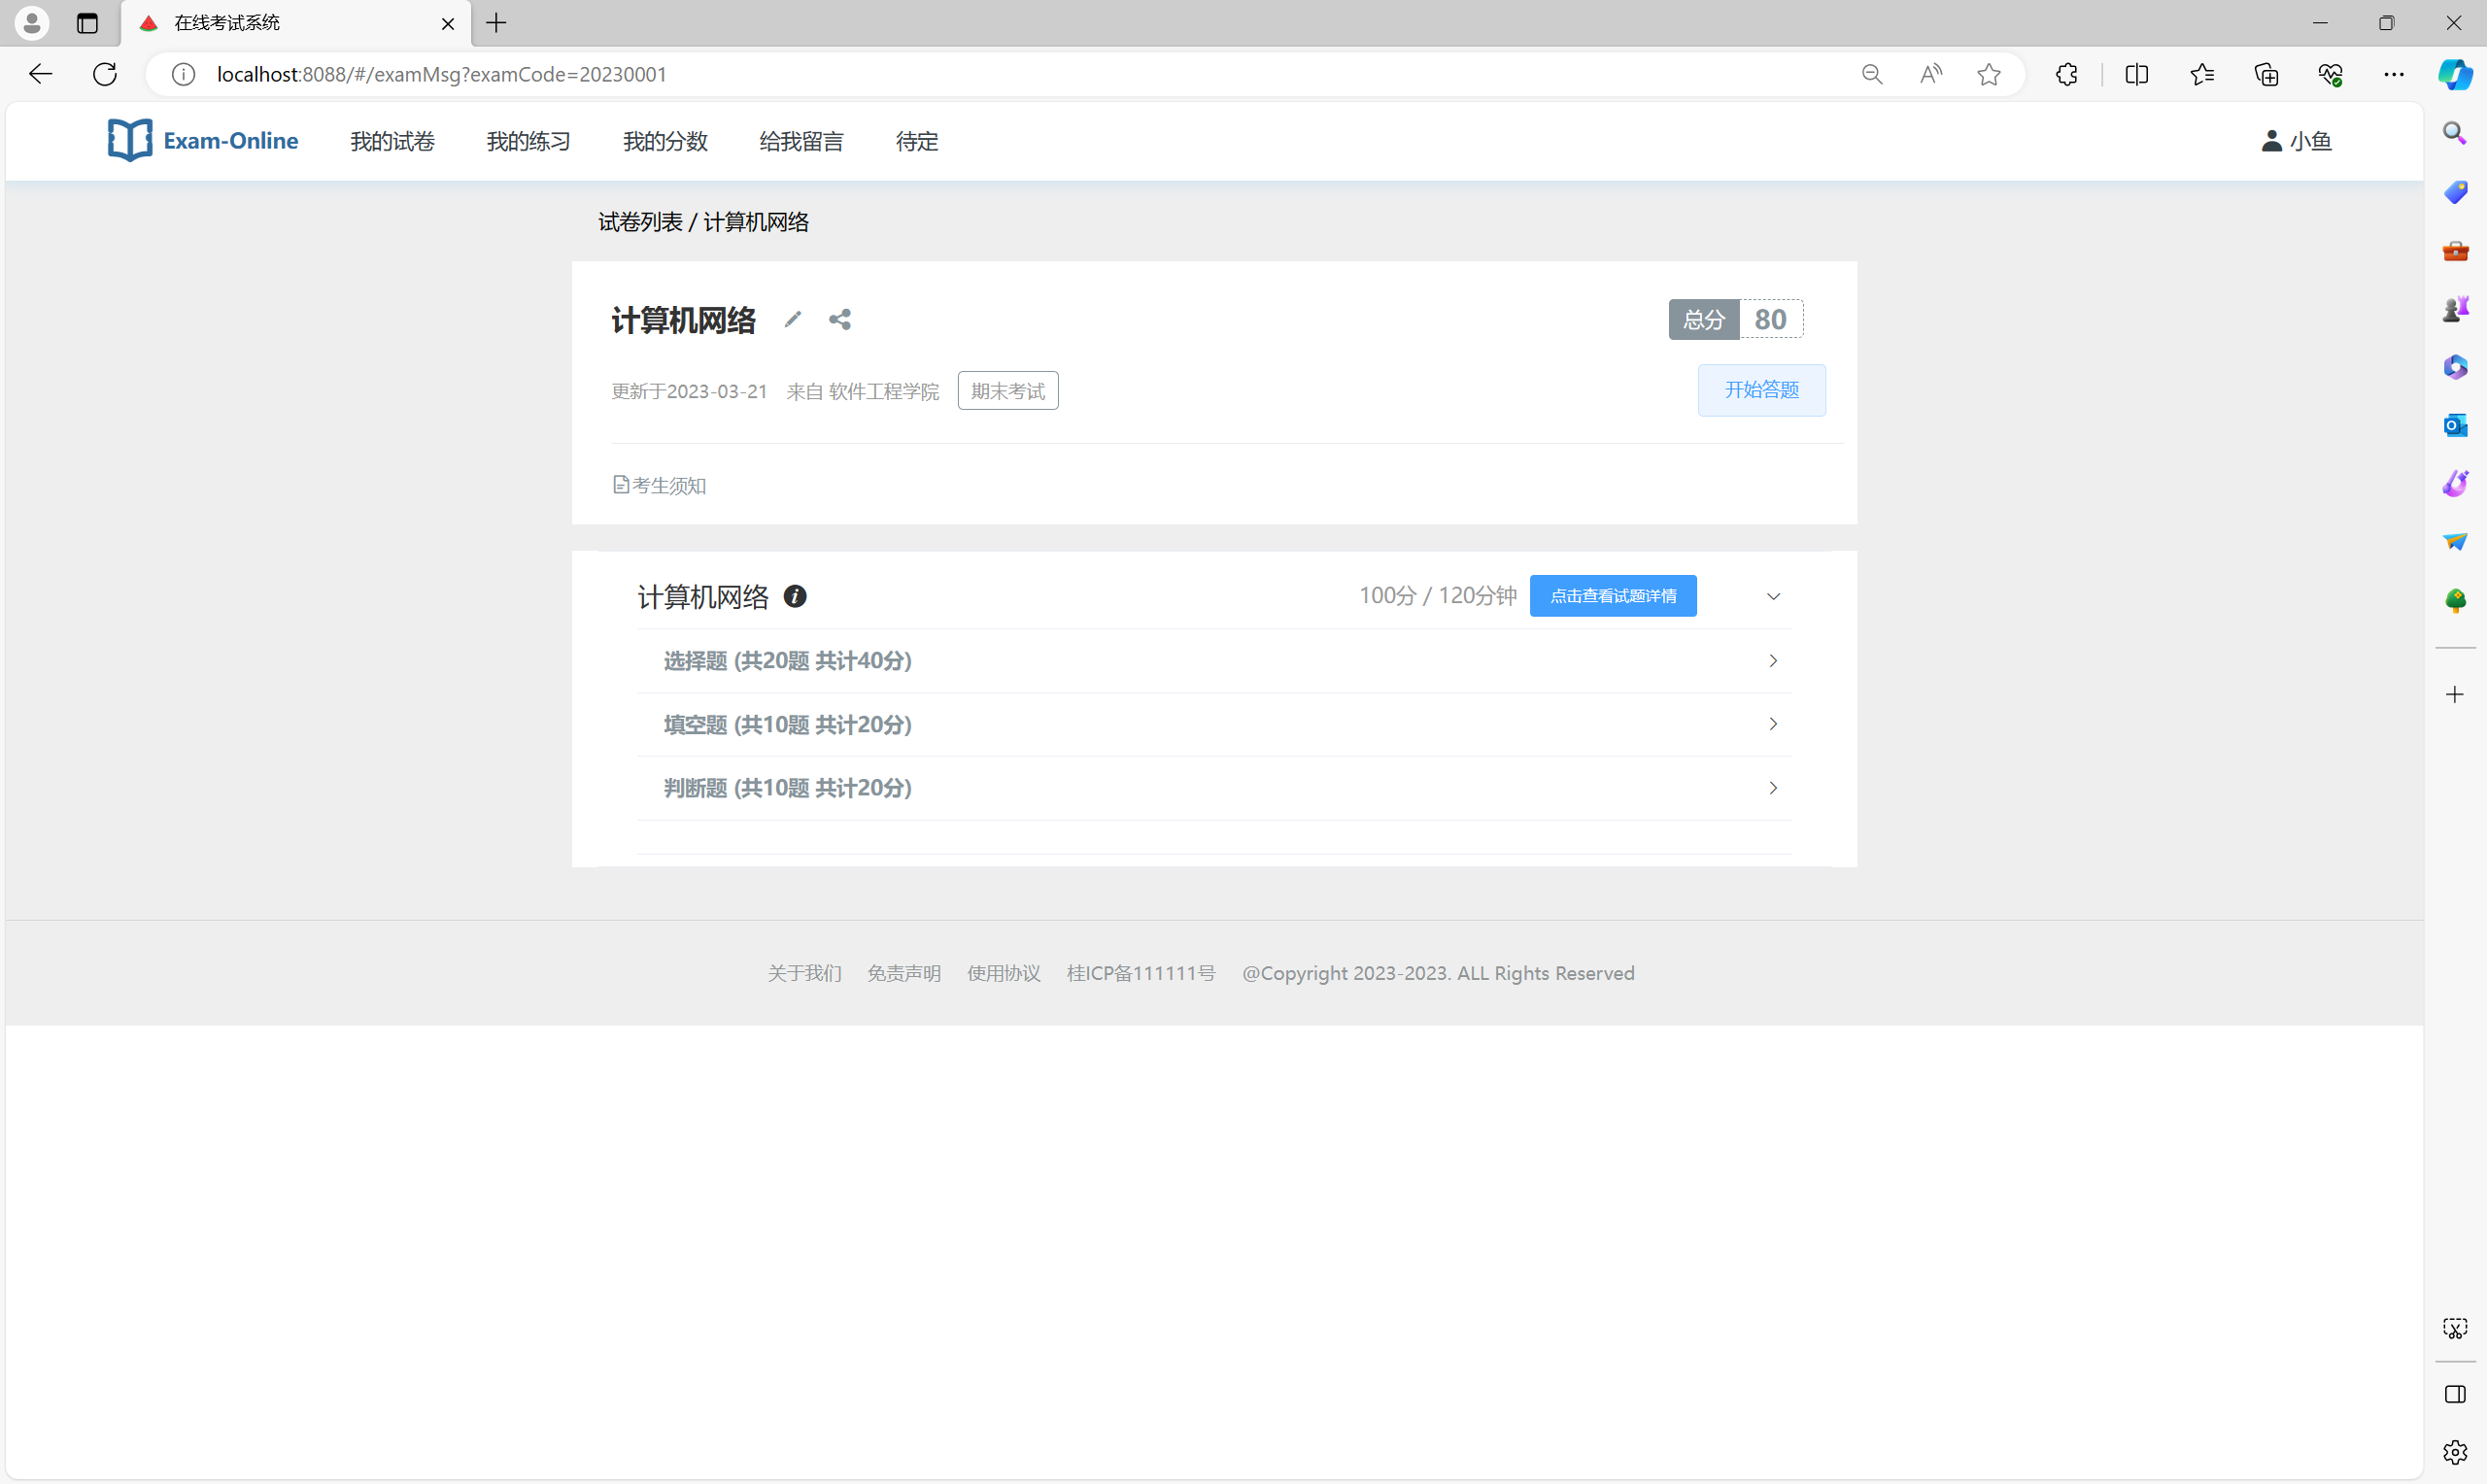 在线考试系统
localhost:8088/#/examMsg?examCode=20230001
Exam-Online 我的试卷 我的练习 我的分数 给我留言 待定 小鱼
试卷列表 / 计算机网络
计算机网络 总分 80
更新于2023-03-21 来自 软件工程学院 期末考试 开始答题
考生须知
计算机网络 100分 / 120分钟 点击查看试题详情
选择题 (共20题 共计40分)
填空题 (共10题 共计20分)
判断题 (共10题 共计20分)
关于我们 免责声明 使用协议 桂ICP备111111号 @Copyright 2023-2023. ALL Rights Reserved